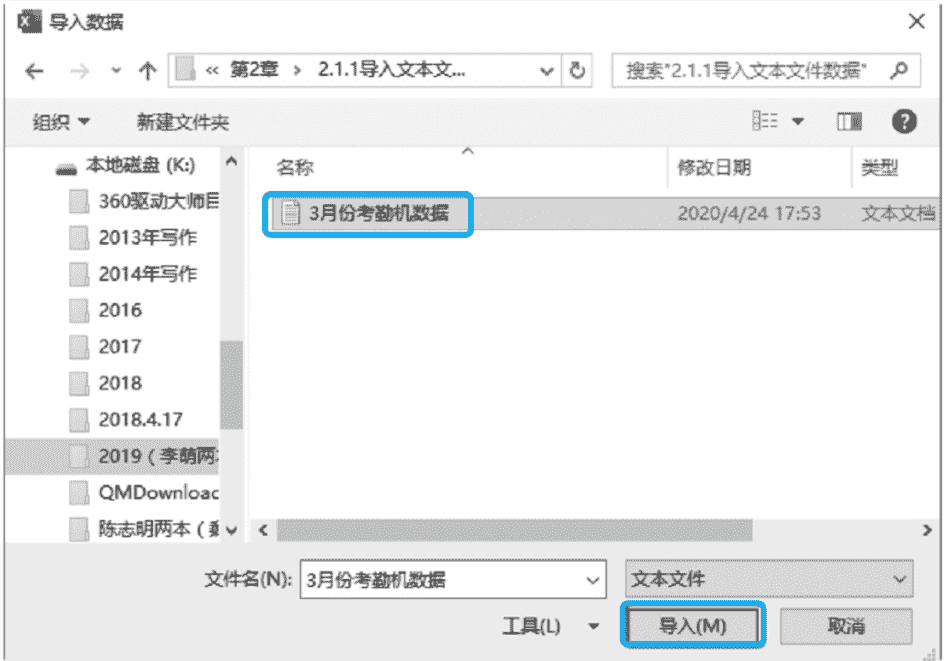 导入数据
« 第2章 › 2.1.1导入文本文...
搜索"2.1.1导入文本文件数据"
组织 新建文件夹
本地磁盘 (K:)
360驱动大师目
2013年写作
2014年写作
2016
2017
2018
2018.4.17
2019（李萌两本
QMDownload
陈志明两本（
名称 修改日期 类型
3月份考勤机数据 2020/4/24 17:53 文本文档
文件名(N): 3月份考勤机数据 文本文件
工具(L) 导入(M) 取消